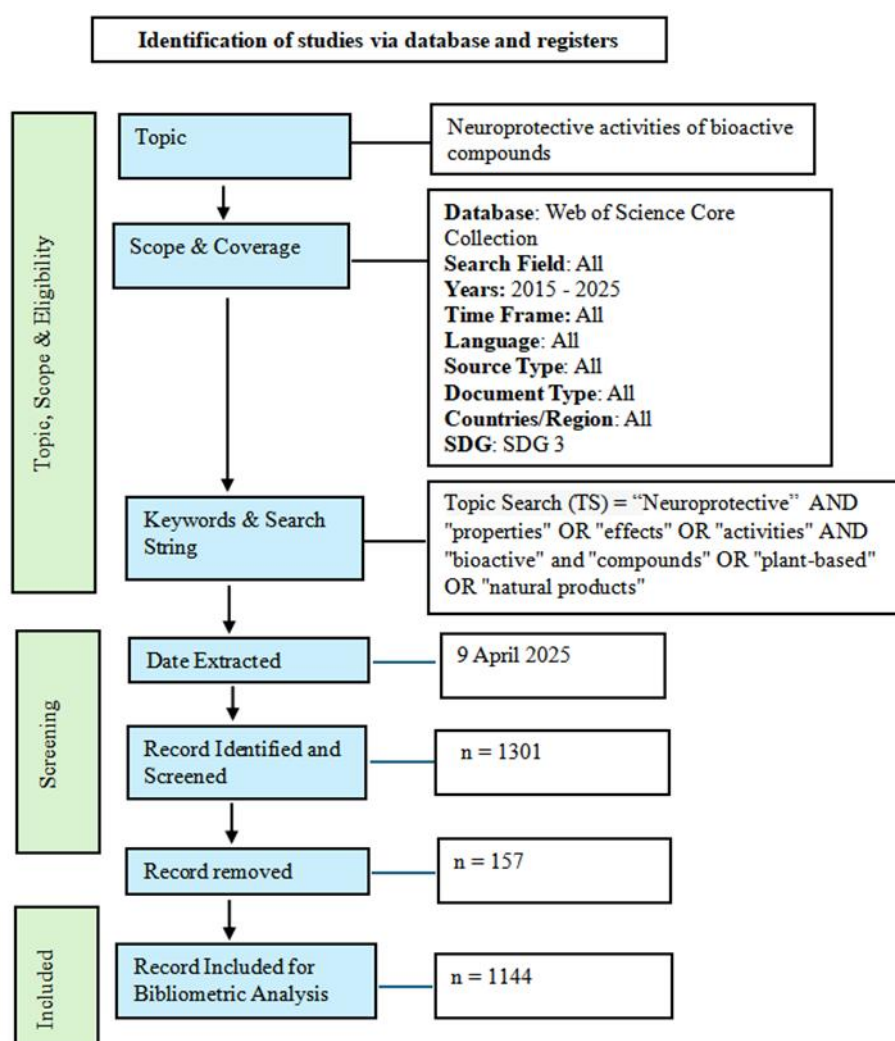 Identification of studies via database and registers
Topic, Scope & Eligibility
Topic
Neuroprotective activities of bioactive
compounds
Scope & Coverage
Database: Web of Science Core
Collection
Search Field: All
Years: 2015 - 2025
Time Frame: All
Language: All
Source Type: All
Document Type: All
Countries/Region: All
SDG: SDG 3
Keywords & Search
String
Topic Search (TS) = “Neuroprotective” AND
"properties" OR "effects" OR "activities" AND
"bioactive" and "compounds" OR "plant-based"
OR "natural products"
Screening
Date Extracted
9 April 2025
Record Identified and
Screened
n = 1301
Record removed
n = 157
Included
Record Included for
Bibliometric Analysis
n = 1144